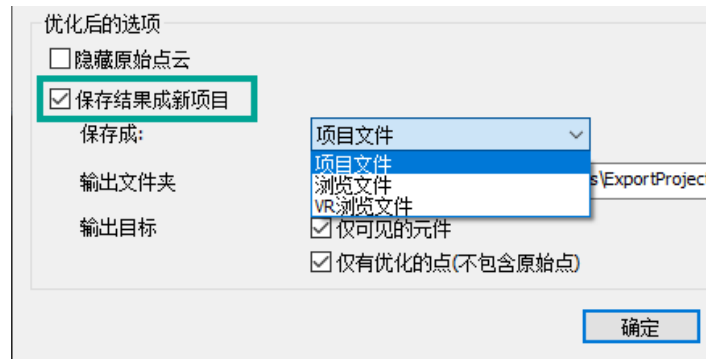 优化后的选项
隐藏原始点云
保存结果成新项目
保存成: 项目文件
项目文件
浏览文件
VR浏览文件
输出文件夹 s\ExportProject
输出目标 仅可见的元件
仅有优化的点(不包含原始点)
确定